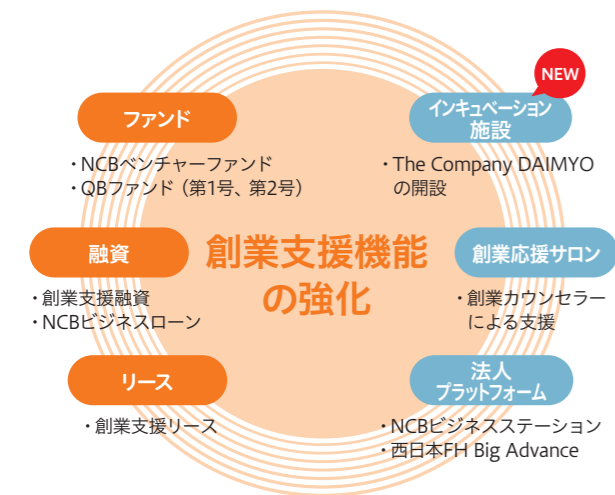 NEW
ファンド
・NCBベンチャーファンド
・QBファンド（第1号、第2号）
インキュベーション
施設
・The Company DAIMYO
の開設
創業支援機能
の強化
融資
・創業支援融資
・NCBビジネスローン
創業応援サロン
・創業カウンセラー
による支援
リース
・創業支援リース
法人
プラットフォーム
・NCBビジネスステーション
・西日本FH Big Advance